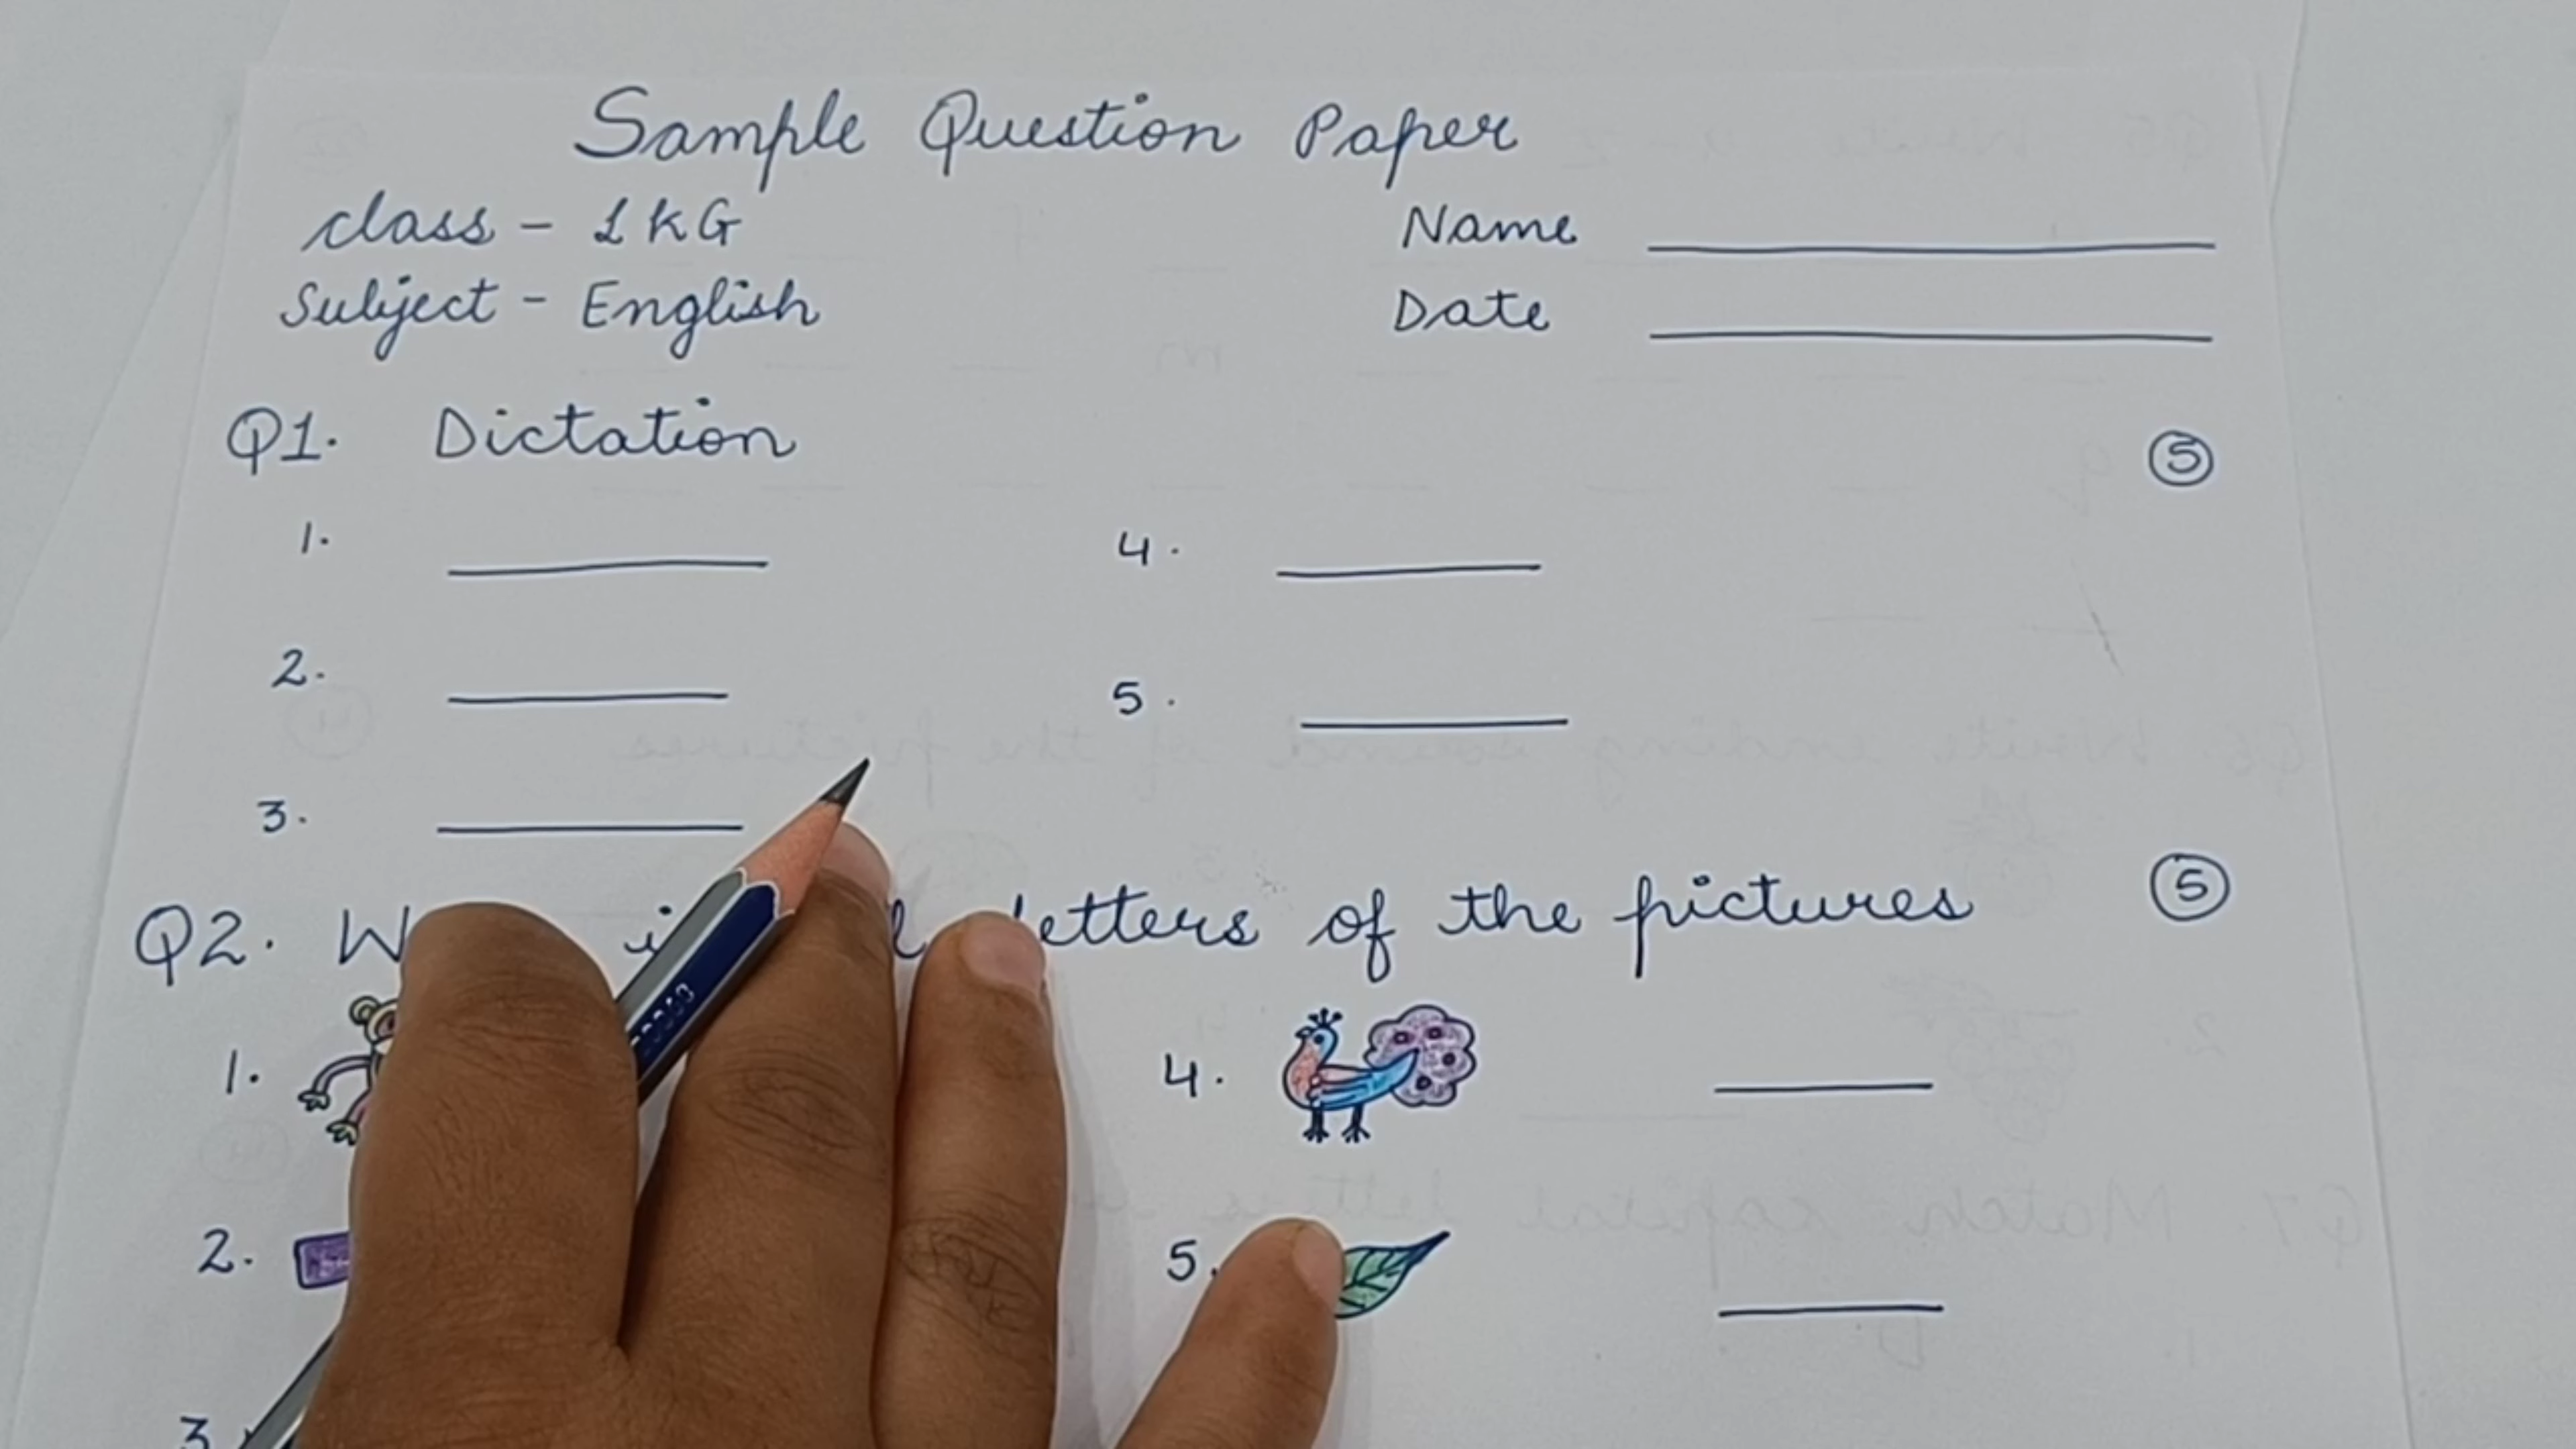 Sample Question Paper
class - LKG
Name
Subject - English
Date
Q1. Dictation ⑤
1.
4.
2.
5.
3.
Q2. letters of the pictures ⑤
1.
4.
2.
5.
3